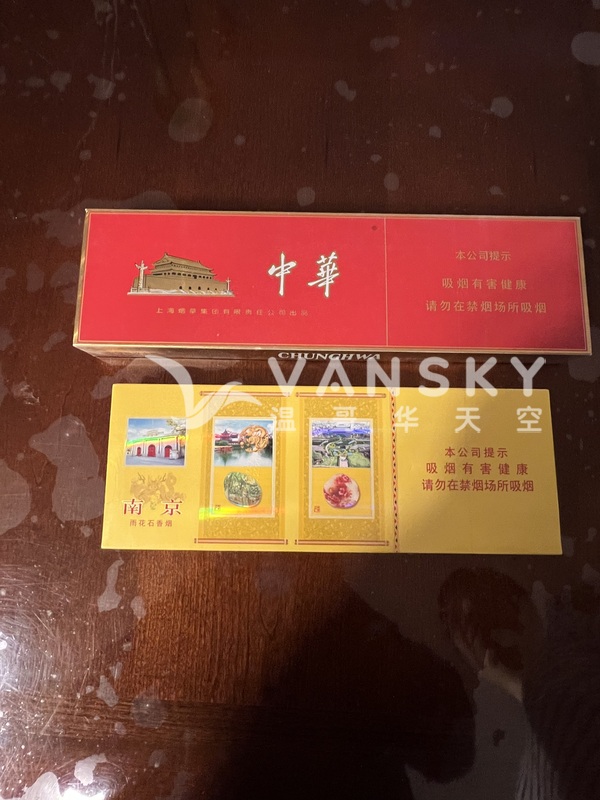 中華
上海烟草集团有限责任公司出品
本公司提示
吸烟有害健康
请勿在禁烟场所吸烟
CHUNGHWA
VANSKY
温哥华天空
南京
雨花石香烟
本公司提示
吸烟有害健康
请勿在禁烟场所吸烟